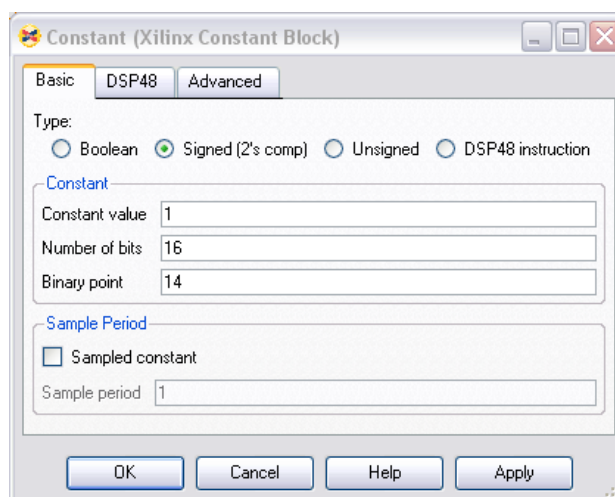 Constant (Xilinx Constant Block)
Basic DSP48 Advanced
Type:
Boolean Signed (2's comp) Unsigned DSP48 instruction
Constant
Constant value 1
Number of bits 16
Binary point 14
Sample Period
Sampled constant
Sample period 1
OK Cancel Help Apply